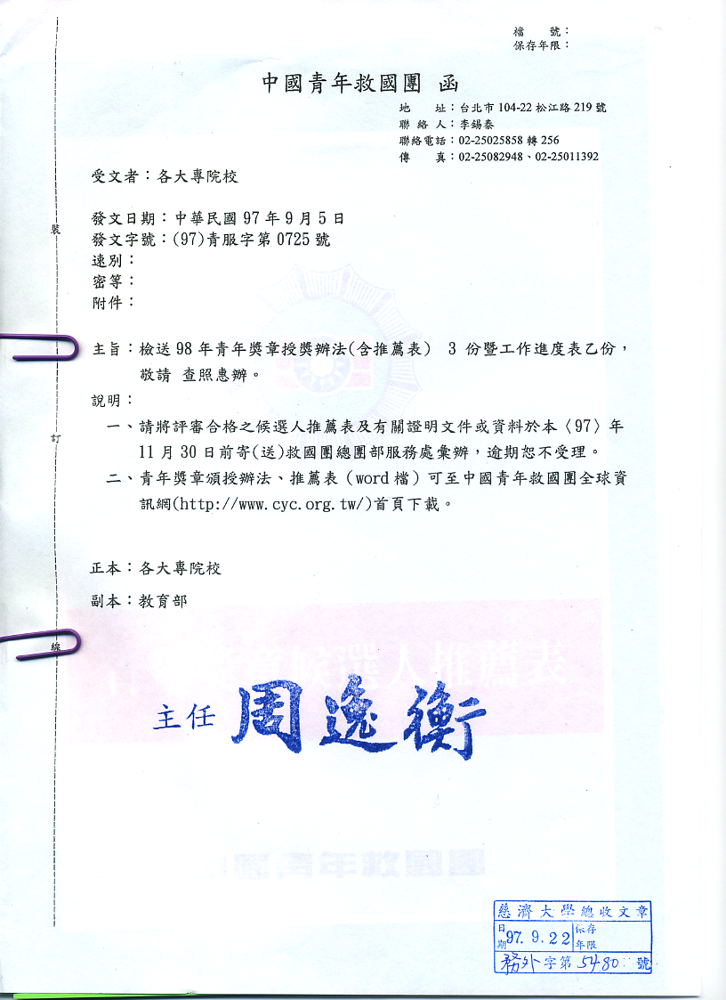 檔　　號：
保存年限：
中國青年救國團 函
地　　址：台北市 104-22 松江路 219 號
聯 絡 人：李錫泰
聯絡電話：02-25025858 轉 256
傳　　真：02-25082948、02-25011392
受文者：各大專院校
發文日期：中華民國 97 年 9 月 5 日
發文字號：(97)青服字第 0725 號
速別：
密等：
附件：
主旨：檢送 98 年青年獎章授獎辦法(含推薦表) 3 份暨工作進度表乙份，
敬請 查照惠辦。
說明：
一、請將評審合格之候選人推薦表及有關證明文件或資料於本〈97〉年
11 月 30 日前寄(送)救國團總團部服務處彙辦，逾期恕不受理。
二、青年獎章頒授辦法、推薦表（word 檔）可至中國青年救國團全球資
訊網(http://www.cyc.org.tw/)首頁下載。
正本：各大專院校
副本：教育部
候選人推薦表
主任 周逸衡
青年救國團
裝
訂
線
慈濟大學總收文章
日期 97. 9. 22 保存年限
務外字第 5480 號